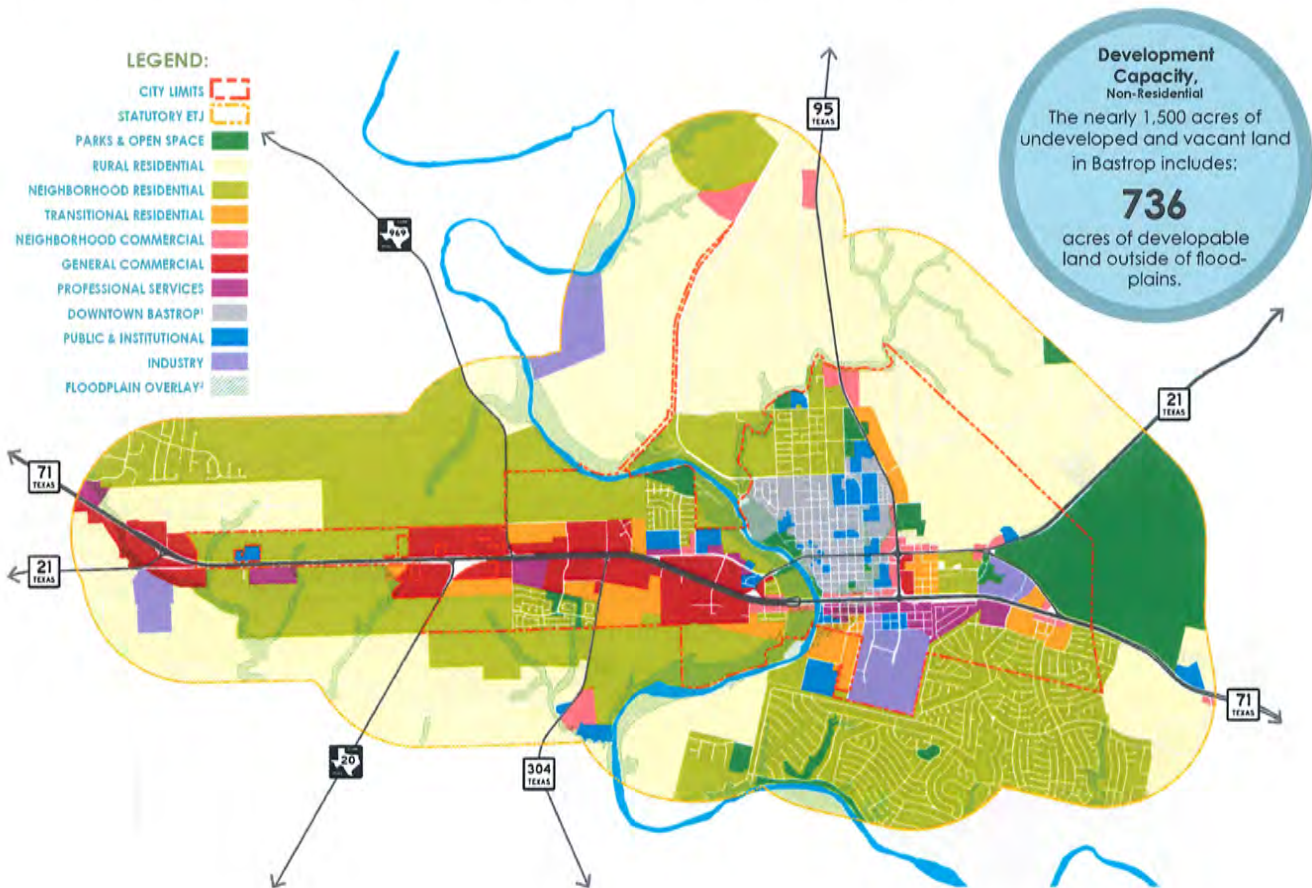 LEGEND:
CITY LIMITS
STATUTORY ETJ
PARKS & OPEN SPACE
RURAL RESIDENTIAL
NEIGHBORHOOD RESIDENTIAL
TRANSITIONAL RESIDENTIAL
NEIGHBORHOOD COMMERCIAL
GENERAL COMMERCIAL
PROFESSIONAL SERVICES
DOWNTOWN BASTROP¹
PUBLIC & INSTITUTIONAL
INDUSTRY
FLOODPLAIN OVERLAY²
Development
Capacity,
Non-Residential
The nearly 1,500 acres of
undeveloped and vacant land
in Bastrop includes:
736
acres of developable
land outside of flood-
plains.
95
TEXAS
969
21
TEXAS
71
TEXAS
21
TEXAS
71
TEXAS
20
304
TEXAS